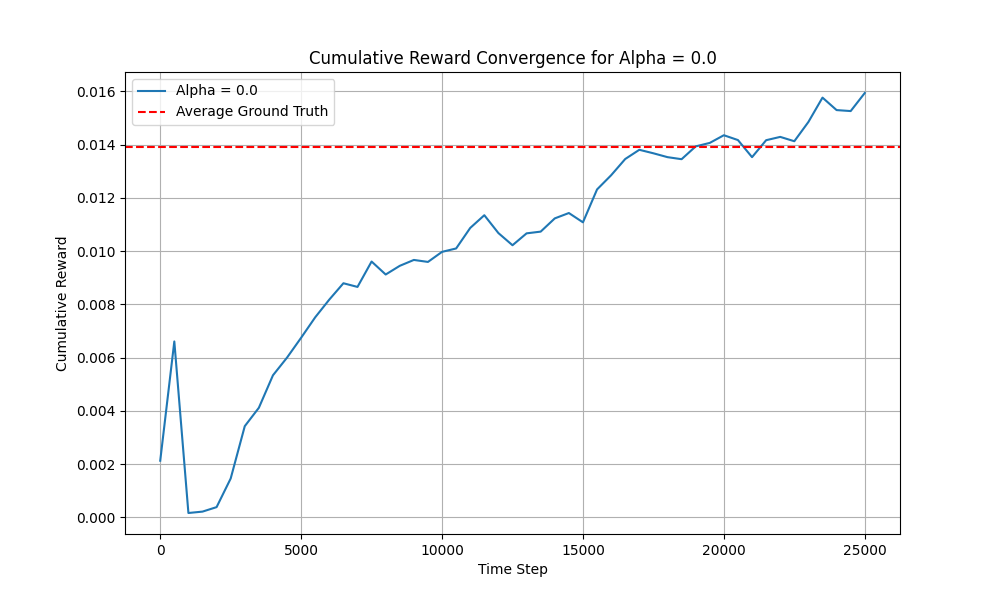 Cumulative Reward Convergence for Alpha = 0.0
Alpha = 0.0
Average Ground Truth
Cumulative Reward
0.016
0.014
0.012
0.010
0.008
0.006
0.004
0.002
0.000
0 5000 10000 15000 20000 25000
Time Step